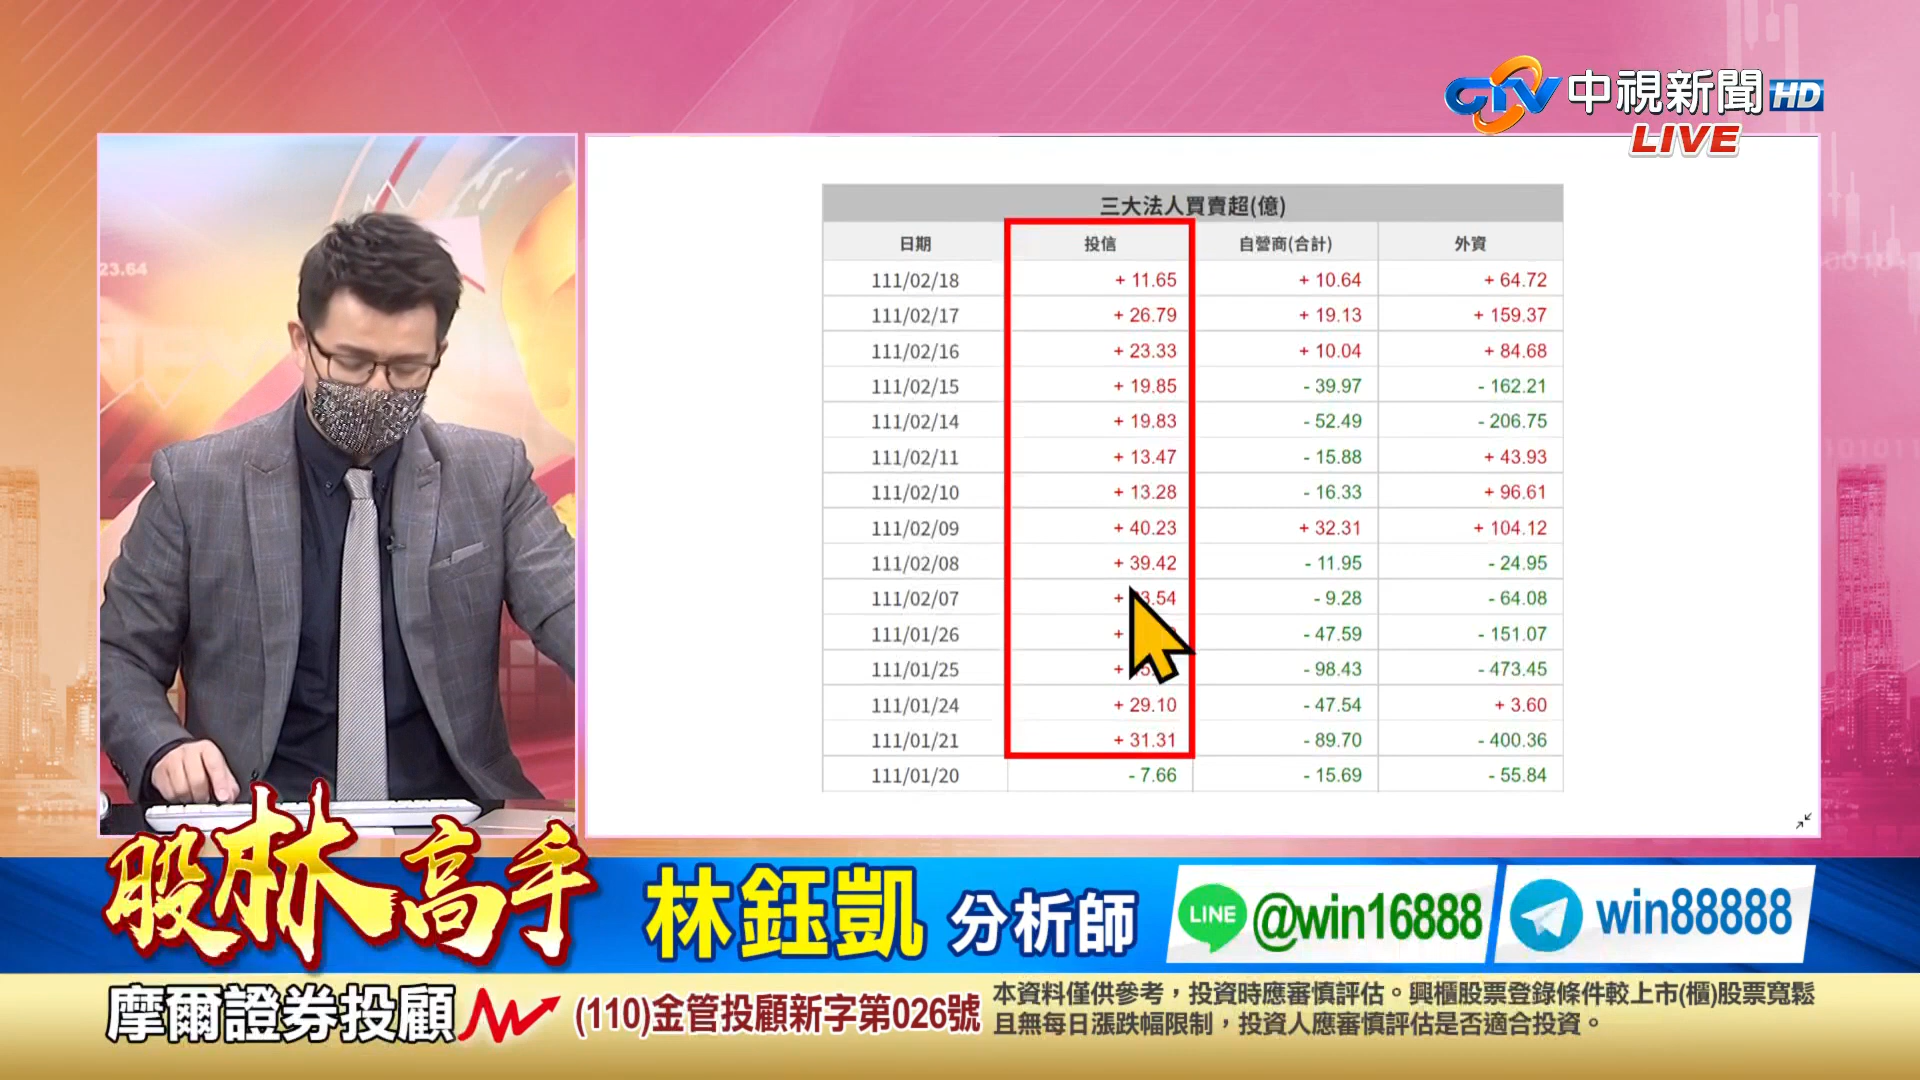 CTV 中視新聞 HD
LIVE
23.64
三大法人買賣超(億)
日期 投信 自營商(合計) 外資
111/02/18 + 11.65 + 10.64 + 64.72
111/02/17 + 26.79 + 19.13 + 159.37
111/02/16 + 23.33 + 10.04 + 84.68
111/02/15 + 19.85 - 39.97 - 162.21
111/02/14 + 19.83 - 52.49 - 206.75
111/02/11 + 13.47 - 15.88 + 43.93
111/02/10 + 13.28 - 16.33 + 96.61
111/02/09 + 40.23 + 32.31 + 104.12
111/02/08 + 39.42 - 11.95 - 24.95
111/02/07 + - 9.28 - 64.08
111/01/26 + - 47.59 - 151.07
111/01/25 + - 98.43 - 473.45
111/01/24 + 29.10 - 47.54 + 3.60
111/01/21 + 31.31 - 89.70 - 400.36
111/01/20 - 7.66 - 15.69 - 55.84
股林高手
林鈺凱 分析師
LINE @win16888
win88888
摩爾證券投顧
(110)金管投顧新字第026號
本資料僅供參考，投資時應審慎評估。興櫃股票登錄條件較上市(櫃)股票寬鬆
且無每日漲跌幅限制，投資人應審慎評估是否適合投資。